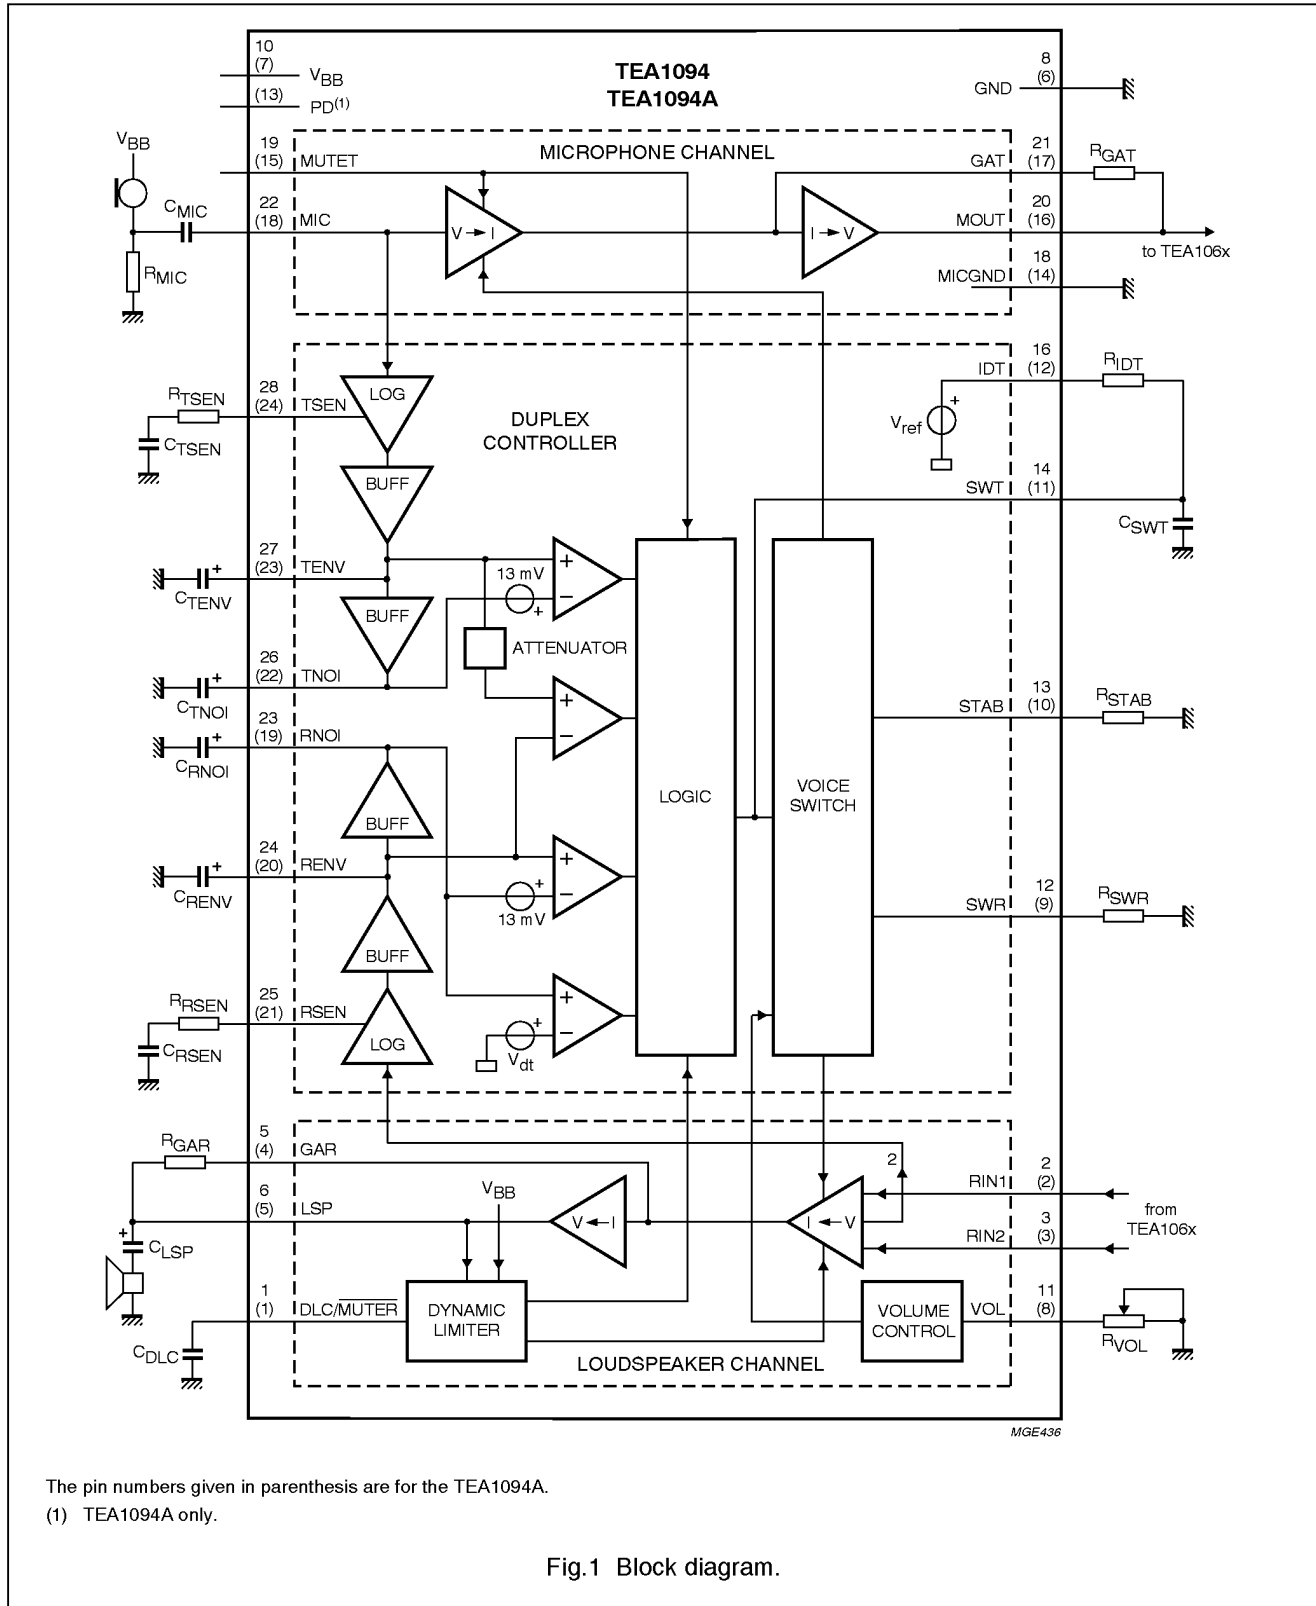 TEA1094
TEA1094A
10
(7)
VBB
(13)
PD(1)
8
(6)
GND
VBB
CMIC
RMIC
MICROPHONE CHANNEL
19
(15)
MUTET
22
(18)
MIC
V → I
I → V
GAT
21
(17)
RGAT
MOUT
20
(16)
to TEA106x
MICGND
18
(14)
DUPLEX
CONTROLLER
RTSEN
CTSEN
28
(24)
TSEN
LOG
BUFF
27
(23)
TENV
CTENV
BUFF
26
(22)
TNOI
CTNOI
23
(19)
RNOI
CRNOI
BUFF
24
(20)
RENV
CRENV
BUFF
RRSEN
CRSEN
25
(21)
RSEN
LOG
13 mV
+
+
−
ATTENUATOR
+
−
+
−
+
13 mV
+
−
+
Vdt
LOGIC
VOICE
SWITCH
Vref
+
IDT
16
(12)
RIDT
SWT
14
(11)
CSWT
STAB
13
(10)
RSTAB
SWR
12
(9)
RSWR
RGAR
5
(4)
GAR
6
(5)
LSP
+
CLSP
VBB
V ← I
I ← V
2
RIN1
2
(2)
RIN2
3
(3)
from
TEA106x
1
(1)
DLC/MUTER
CDLC
DYNAMIC
LIMITER
VOLUME
CONTROL
VOL
11
(8)
RVOL
LOUDSPEAKER CHANNEL
MGE436
The pin numbers given in parenthesis are for the TEA1094A.
(1) TEA1094A only.
Fig.1 Block diagram.